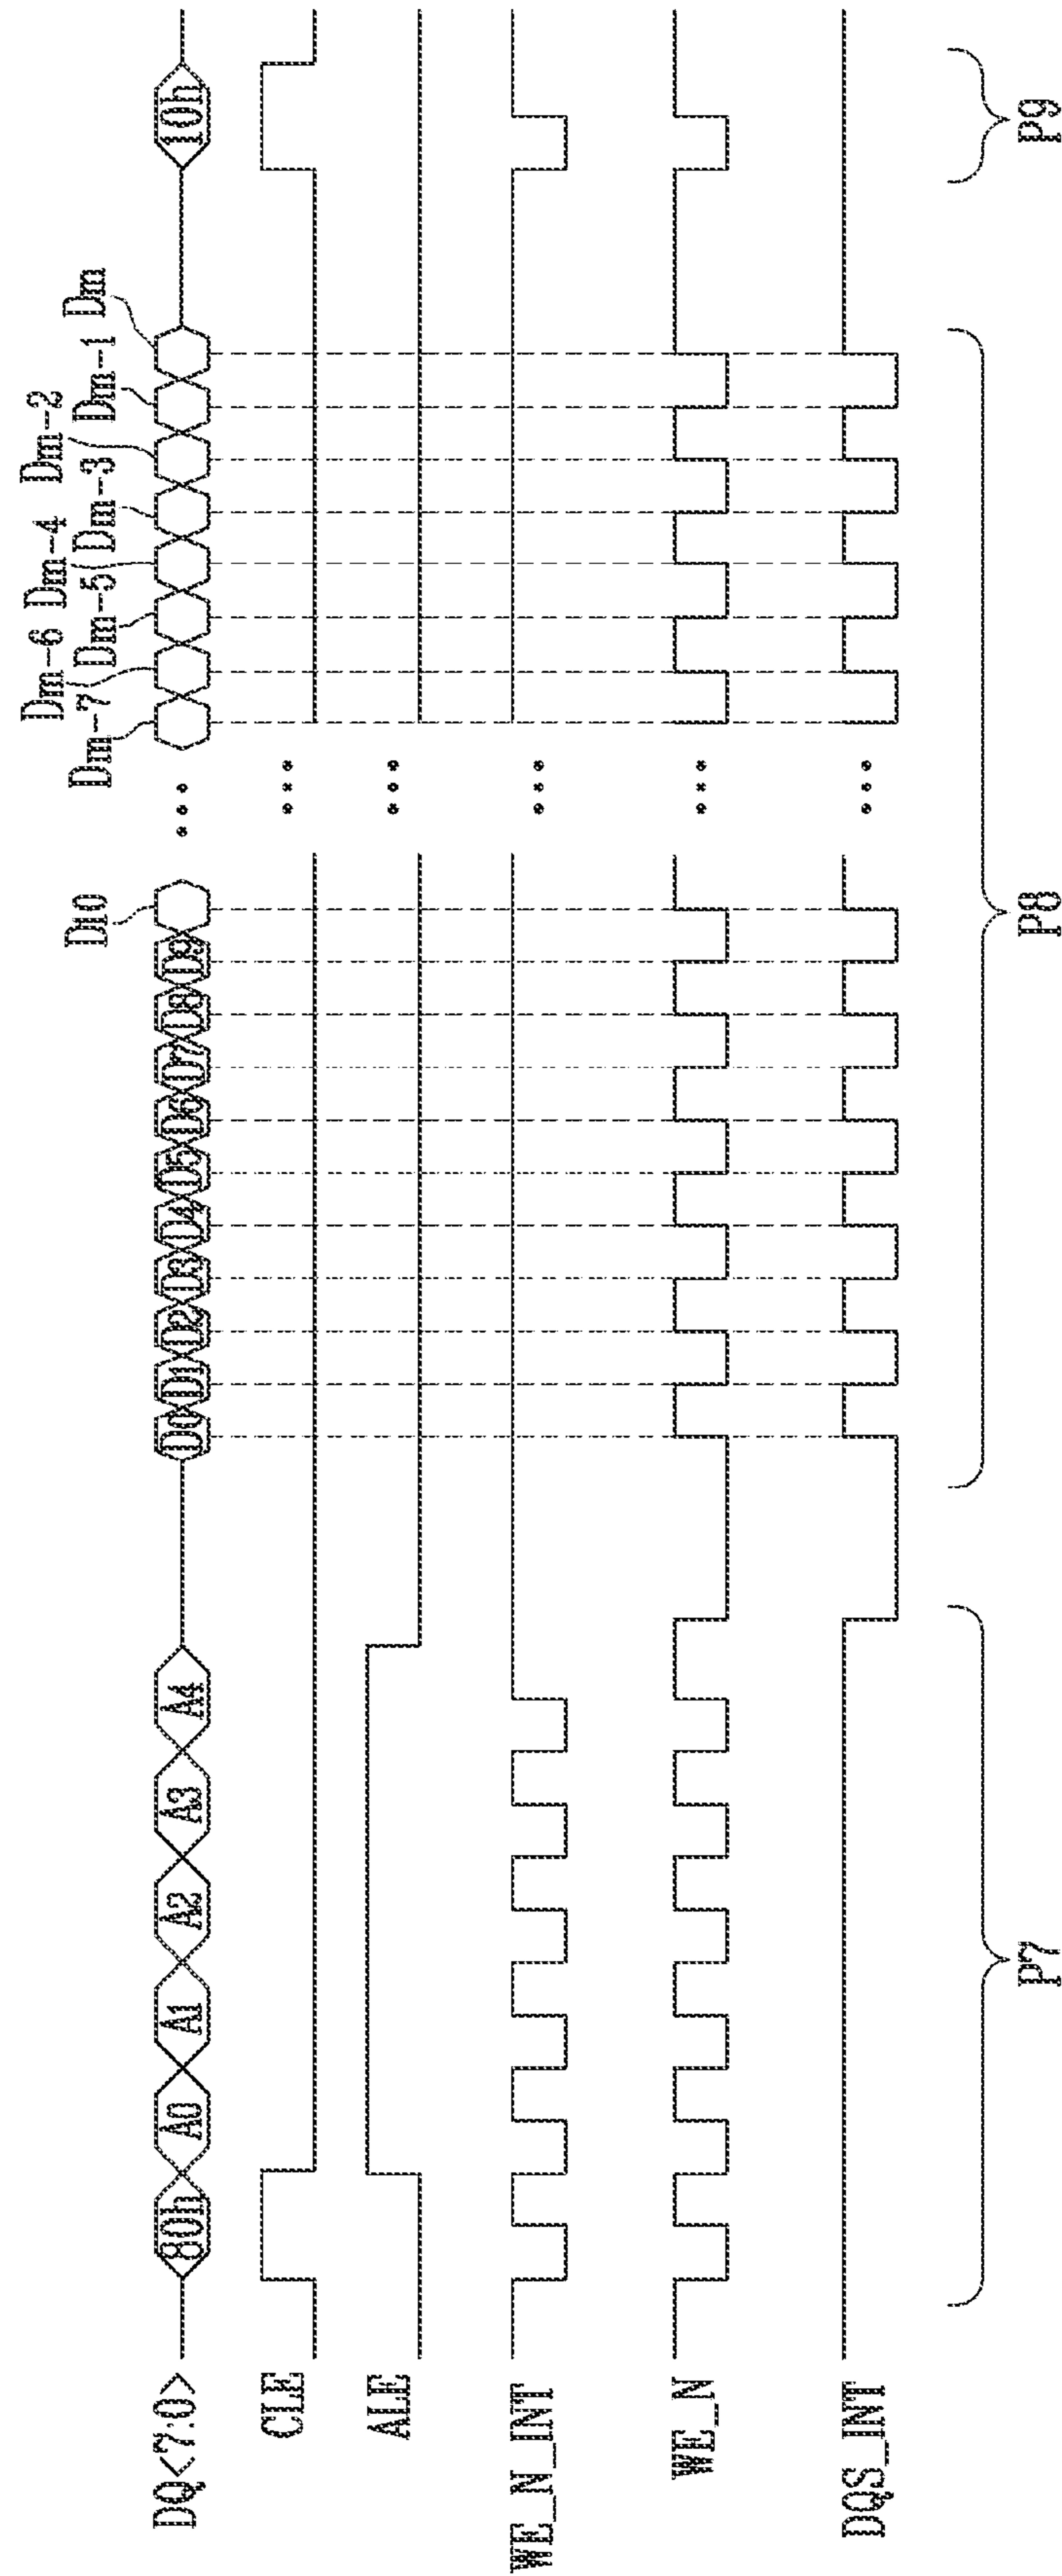 DQ<7:0>
80h
A0
A1
A2
A3
A4
D0
D1
D2
D3
D4
D5
D6
D7
D8
D9
D10
Dm-7
Dm-6
Dm-5
Dm-4
Dm-3
Dm-2
Dm-1
Dm
10h
CLE
ALE
WE_N_INT
WE_N
DQS_INT
P7
P8
P9